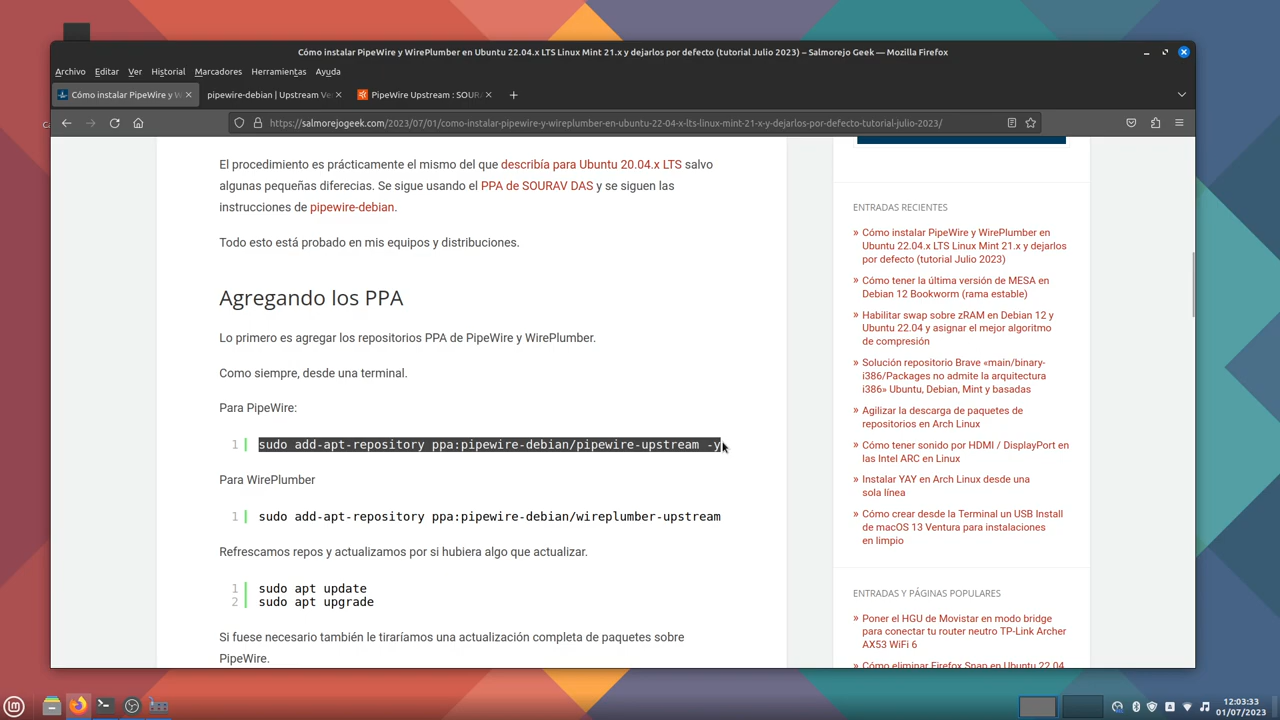 Cómo instalar PipeWire y WirePlumber en Ubuntu 22.04.x LTS Linux Mint 21.x y dejarlos por defecto (tutorial Julio 2023) – Salmorejo Geek — Mozilla Firefox
Archivo Editar Ver Historial Marcadores Herramientas Ayuda
Cómo instalar PipeWire y W
pipewire-debian | Upstream Ve
PipeWire Upstream : SOUR
https://salmorejogeek.com/2023/07/01/como-instalar-pipewire-y-wireplumber-en-ubuntu-22-04-x-lts-linux-mint-21-x-y-dejarlos-por-defecto-tutorial-julio-2023/
El procedimiento es prácticamente el mismo del que describía para Ubuntu 20.04.x LTS salvo
algunas pequeñas diferecias. Se sigue usando el PPA de SOURAV DAS y se siguen las
instrucciones de pipewire-debian.
Todo esto está probado en mis equipos y distribuciones.
Agregando los PPA
Lo primero es agregar los repositorios PPA de PipeWire y WirePlumber.
Como siempre, desde una terminal.
Para PipeWire:
1 sudo add-apt-repository ppa:pipewire-debian/pipewire-upstream -y
Para WirePlumber
1 sudo add-apt-repository ppa:pipewire-debian/wireplumber-upstream
Refrescamos repos y actualizamos por si hubiera algo que actualizar.
1 sudo apt update
2 sudo apt upgrade
Si fuese necesario también le tiraríamos una actualización completa de paquetes sobre
PipeWire.
ENTRADAS RECIENTES
» Cómo instalar PipeWire y WirePlumber en
Ubuntu 22.04.x LTS Linux Mint 21.x y dejarlos
por defecto (tutorial Julio 2023)
» Cómo tener la última versión de MESA en
Debian 12 Bookworm (rama estable)
» Habilitar swap sobre zRAM en Debian 12 y
Ubuntu 22.04 y asignar el mejor algoritmo
de compresión
» Solución repositorio Brave «main/binary-
i386/Packages no admite la arquitectura
i386» Ubuntu, Debian, Mint y basadas
» Agilizar la descarga de paquetes de
repositorios en Arch Linux
» Cómo tener sonido por HDMI / DisplayPort en
las Intel ARC en Linux
» Instalar YAY en Arch Linux desde una
sola línea
» Cómo crear desde la Terminal un USB Install
de macOS 13 Ventura para instalaciones
en limpio
ENTRADAS Y PÁGINAS POPULARES
» Poner el HGU de Movistar en modo bridge
para conectar tu router neutro TP-Link Archer
AX53 WiFi 6
» Cómo eliminar Firefox Snap en Ubuntu 22.04
12:03:33
01/07/2023